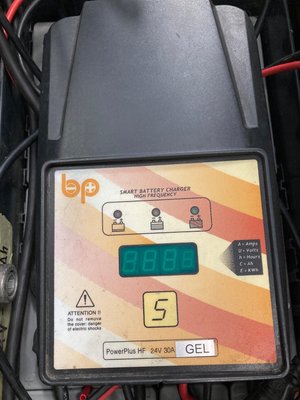 bp
SMART BATTERY CHARGER
HIGH FREQUENCY
A = Amps
U = Volts
h = Hours
C = Ah
E = KWh
S
ATTENTION !!
Do not remove
the cover: danger
of electric shocks
PowerPlus HF 24V 30A GEL